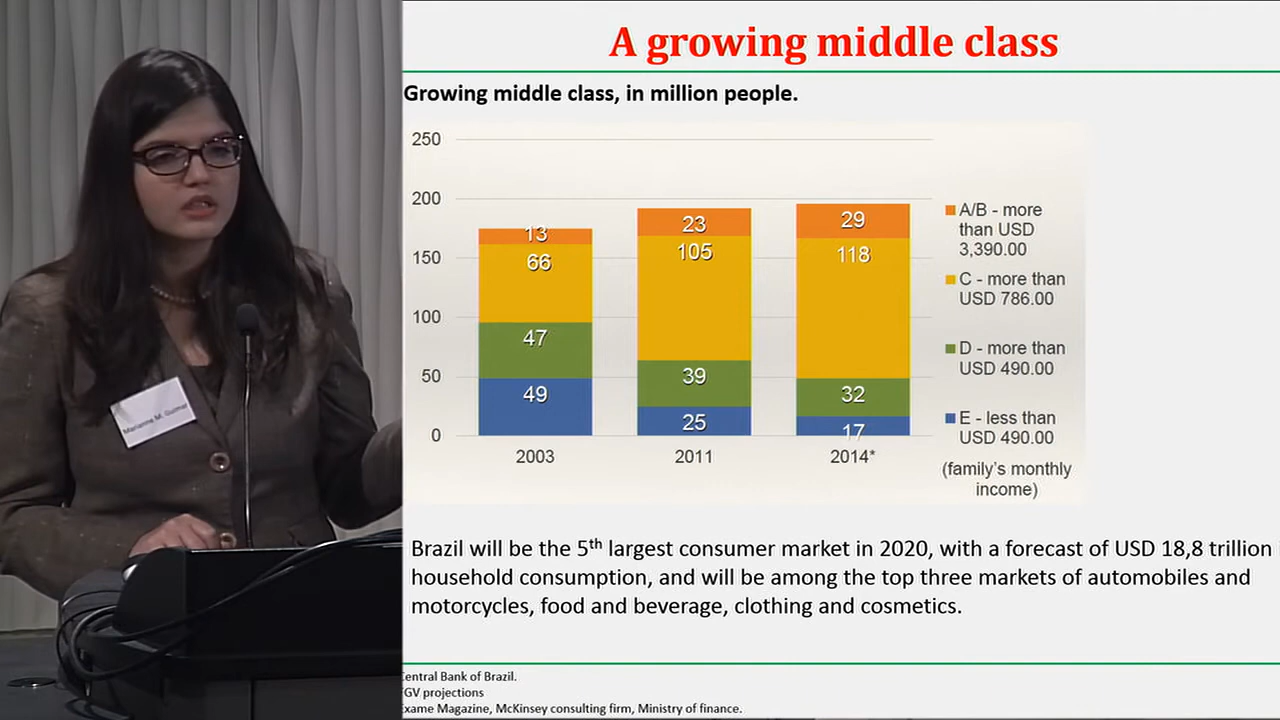 A growing middle class
Growing middle class, in million people.
250
200
150
100
50
0
13
66
47
49
2003
23
105
39
25
2011
29
118
32
17
2014*
A/B - more
than USD
3,390.00
C - more than
USD 786.00
D - more than
USD 490.00
E - less than
USD 490.00
(family's monthly
income)
Brazil will be the 5th largest consumer market in 2020, with a forecast of USD 18,8 trillion
household consumption, and will be among the top three markets of automobiles and
motorcycles, food and beverage, clothing and cosmetics.
entral Bank of Brazil.
GV projections
Exame Magazine, McKinsey consulting firm, Ministry of finance.
Marianne M.